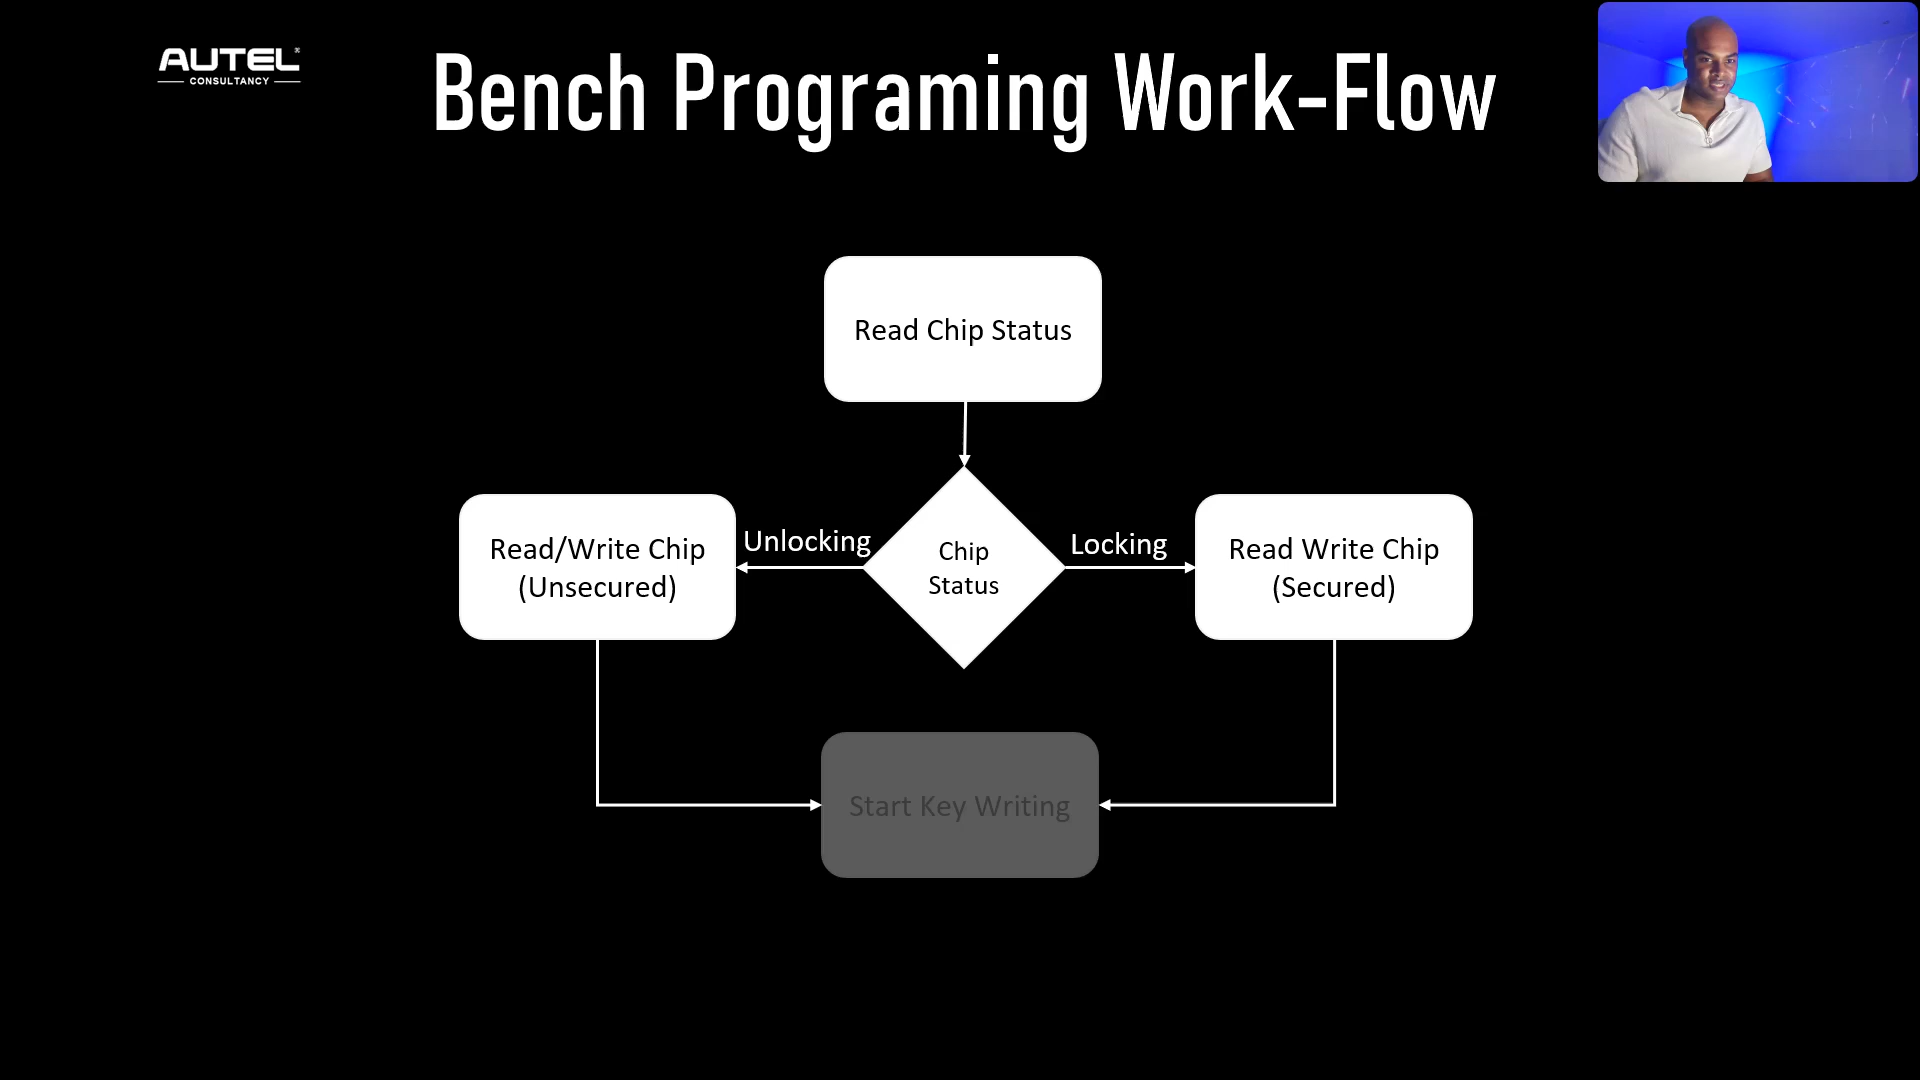 AUTEL®
CONSULTANCY
Bench Programing Work-Flow
Read Chip Status
Read/Write Chip
(Unsecured)
Unlocking
Chip
Status
Locking
Read Write Chip
(Secured)
Start Key Writing